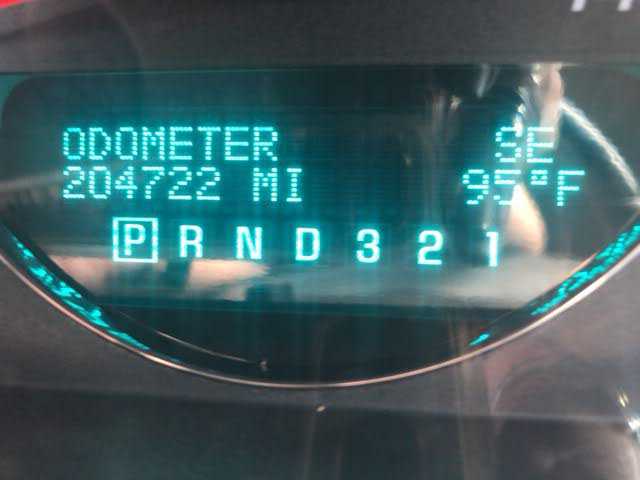 ODOMETER SE
204722 MI 95°F
P R N D 3 2 1